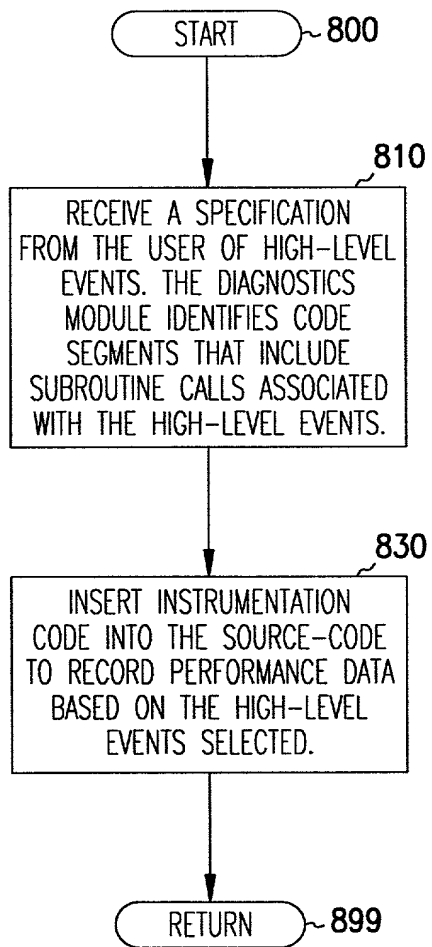 START
800
810
RECEIVE A SPECIFICATION
FROM THE USER OF HIGH-LEVEL
EVENTS. THE DIAGNOSTICS
MODULE IDENTIFIES CODE
SEGMENTS THAT INCLUDE
SUBROUTINE CALLS ASSOCIATED
WITH THE HIGH-LEVEL EVENTS.
830
INSERT INSTRUMENTATION
CODE INTO THE SOURCE-CODE
TO RECORD PERFORMANCE DATA
BASED ON THE HIGH-LEVEL
EVENTS SELECTED.
RETURN
899